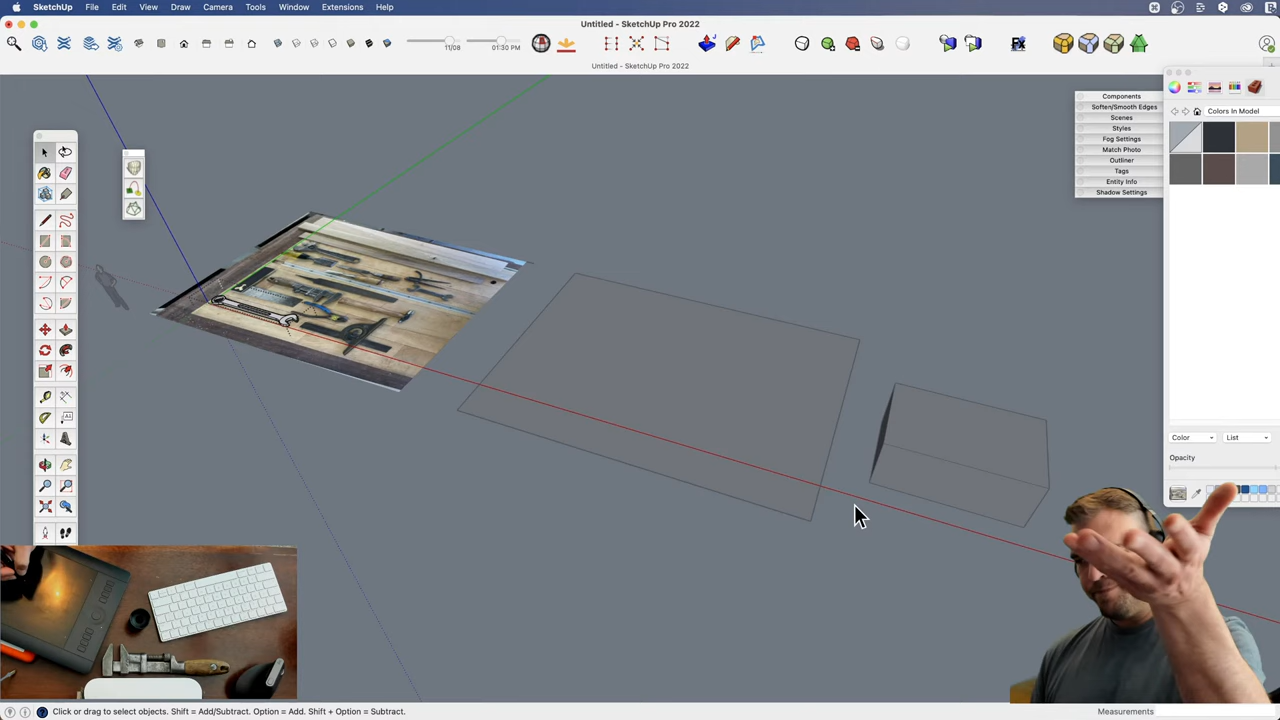 SketchUp File Edit View Draw Camera Tools Window Extensions Help
Untitled - SketchUp Pro 2022
11/08 01:30 PM
Untitled - SketchUp Pro 2022
Components
Soften/Smooth Edges
Scenes
Styles
Fog Settings
Match Photo
Outliner
Tags
Entity Info
Shadow Settings
Colors In Model
Color List
Opacity
Click or drag to select objects. Shift = Add/Subtract. Option = Add. Shift + Option = Subtract.
Measurements